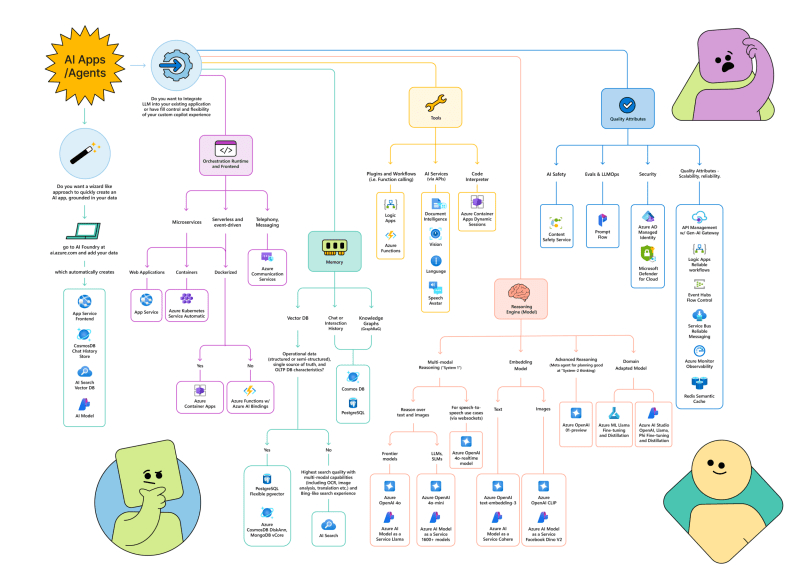 AI Apps
/Agents
Do you want to integrate
LLM into your existing application
or have fill control and flexibility
of your custom copilot experience
Do you want a wizard like
approach to quickly create an
AI app, grounded in your data
go to AI Foundry at
ai.azure.com and add your data
which automatically creates
App Service
Frontend
CosmosDB
Chat History
Store
AI Search
Vector DB
AI Model
Orchestration Runtime
and Frontend
Microservices
Serverless and
event-driven
Telephony,
Messaging
Azure
Communication
Services
Web Applications
Containers
Dockerized
App Service
Azure Kubernetes
Service Automatic
Yes
No
Azure
Container Apps
Azure Functions w/
Azure AI Bindings
Memory
Vector DB
Chat or
Interaction
History
Knowledge
Graphs
(GraphRAG)
Operational data
(structured or semi-structured),
single source of truth, and
OLTP DB characteristics?
Cosmos DB
PostgreSQL
Yes
No
PostgreSQL
Flexible pgvector
Azure
CosmosDB DiskAnn,
MongoDB vCore
Highest search quality with
multi-modal capabilities
(including OCR, image
analysis, translation etc) and
Bing-like search experience
AI Search
Tools
Plugins and Workflows
(i.e. Function calling)
AI Services
(via APIs)
Code
Interpreter
Logic
Apps
Azure
Functions
Document
Intelligence
Vision
Language
Speech
Avatar
Azure Container
Apps Dynamic
Sessions
Reasoning
Engine (Model)
Multi-modal
Reasoning ("System 1")
Embedding
Model
Advanced Reasoning
(Meta agent for planning good
at "System-2 thinking)
Domain
Adapted Model
Reason over
text and images
For speech-to-
speech use cases
(via websockets)
Azure OpenAI
4o-realtime
model
Frontier
models
LLMs,
SLMs
Azure
OpenAI 4o
Azure AI
Model as a
Service Llama
Azure OpenAI
4o-mini
Azure AI Model
as a Service
1600+ models
Text
Images
Azure OpenAI
text-embedding-3
Azure AI
Model as a
Service Cohere
Azure
OpenAI CLIP
Azure AI Model
as a Service
Facebook Dino V2
Azure OpenAI
01-preview
Azure ML Llama
Fine-tuning
and Distillation
Azure AI Studio
OpenAI, Llama,
Phi Fine-tuning
and Distillation
Quality Attributes
AI Safety
Evals & LLMOps
Security
Quality Attributes -
Scalability, reliability.
Content
Safety Service
Prompt
Flow
Azure AD
Managed
Identity
Microsoft
Defender
for Cloud
API Management
w/ Gen AI Gateway
Logic Apps
Reliable
workflows
Event Hubs
Flow Control
Service Bus
Reliable
Messaging
Azure Monitor
Observability
Redis Semantic
Cache